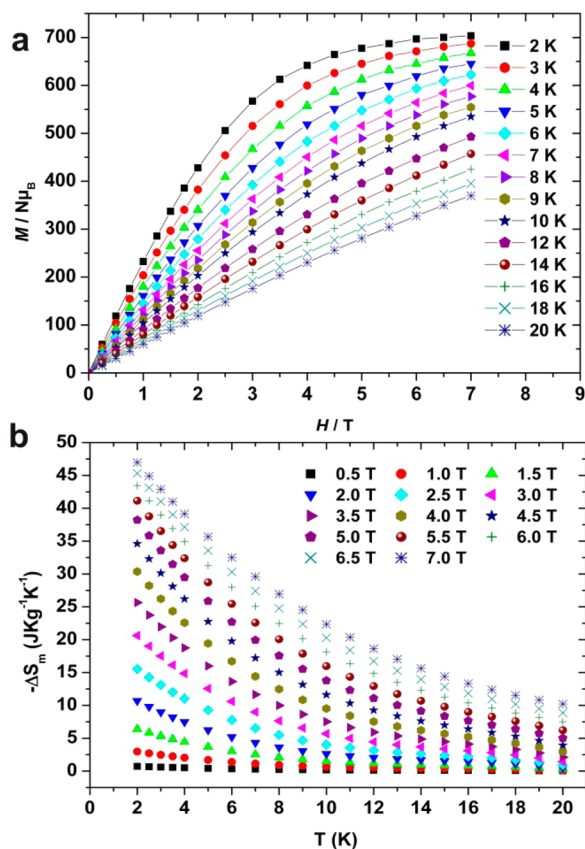 a
M / NμB
700
600
500
400
300
200
100
0
0 1 2 3 4 5 6 7 8 9
H / T
2 K
3 K
4 K
5 K
6 K
7 K
8 K
9 K
10 K
12 K
14 K
16 K
18 K
20 K
b
-ΔSm (JKg-1K-1)
50
45
40
35
30
25
20
15
10
5
0
0 2 4 6 8 10 12 14 16 18 20
T (K)
0.5 T 1.0 T 1.5 T
2.0 T 2.5 T 3.0 T
3.5 T 4.0 T 4.5 T
5.0 T 5.5 T 6.0 T
6.5 T 7.0 T